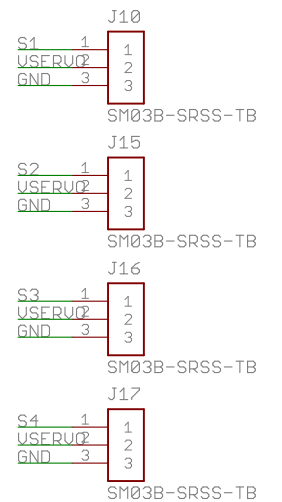 J10
S1 1 1
VSERVO 2 2
GND 3 3
SM03B-SRSS-TB
J15
S2 1 1
VSERVO 2 2
GND 3 3
SM03B-SRSS-TB
J16
S3 1 1
VSERVO 2 2
GND 3 3
SM03B-SRSS-TB
J17
S4 1 1
VSERVO 2 2
GND 3 3
SM03B-SRSS-TB